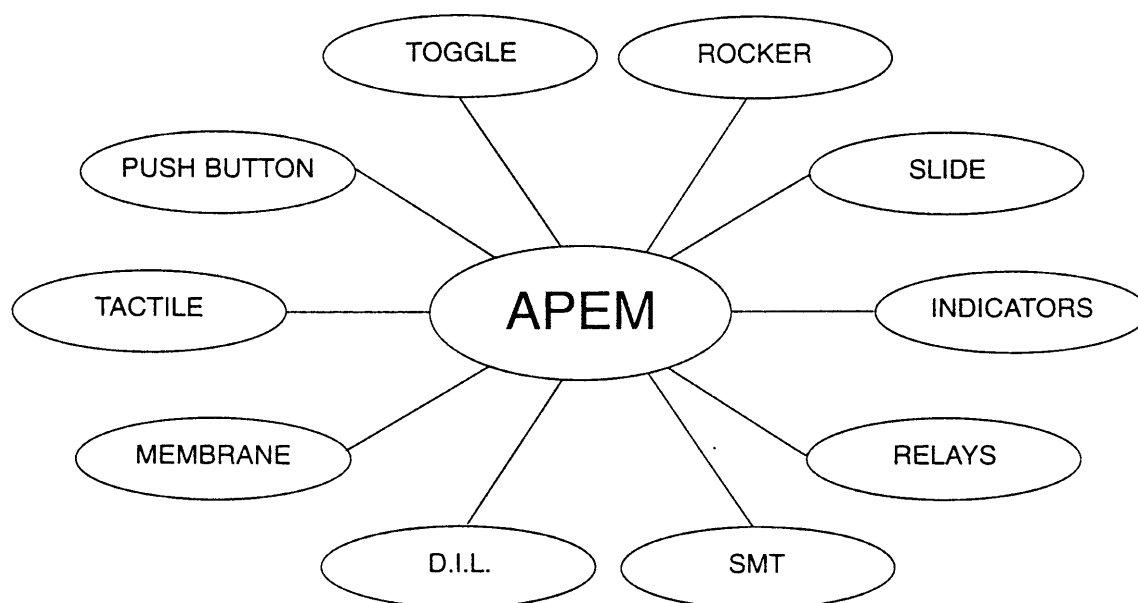 TOGGLE
ROCKER
PUSH BUTTON
SLIDE
TACTILE
APEM
INDICATORS
MEMBRANE
RELAYS
D.I.L.
SMT